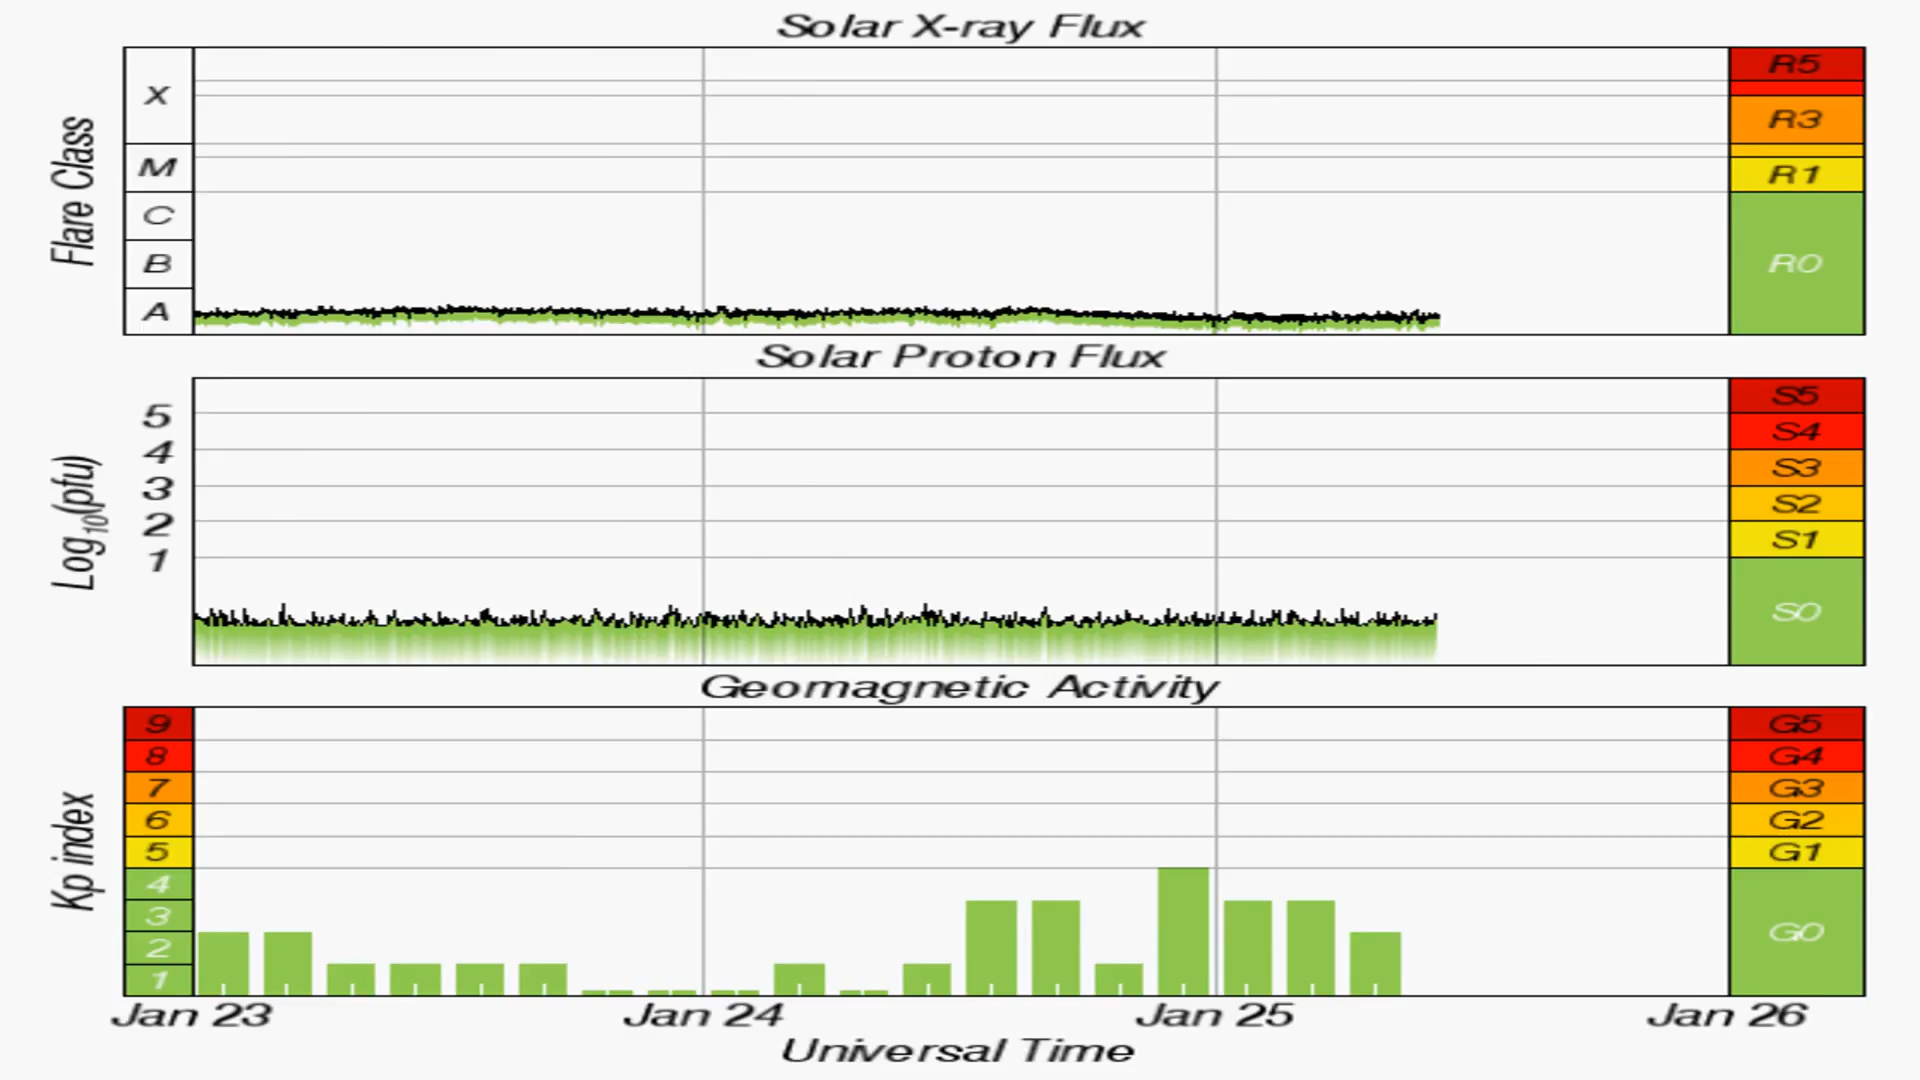 Solar X-ray Flux
Flare Class
X
M
C
B
A
R5
R3
R1
R0
Solar Proton Flux
Log10(pfu)
5
4
3
2
1
S5
S4
S3
S2
S1
S0
Geomagnetic Activity
Kp index
9
8
7
6
5
4
3
2
1
G5
G4
G3
G2
G1
G0
Jan 23 Jan 24 Jan 25 Jan 26
Universal Time